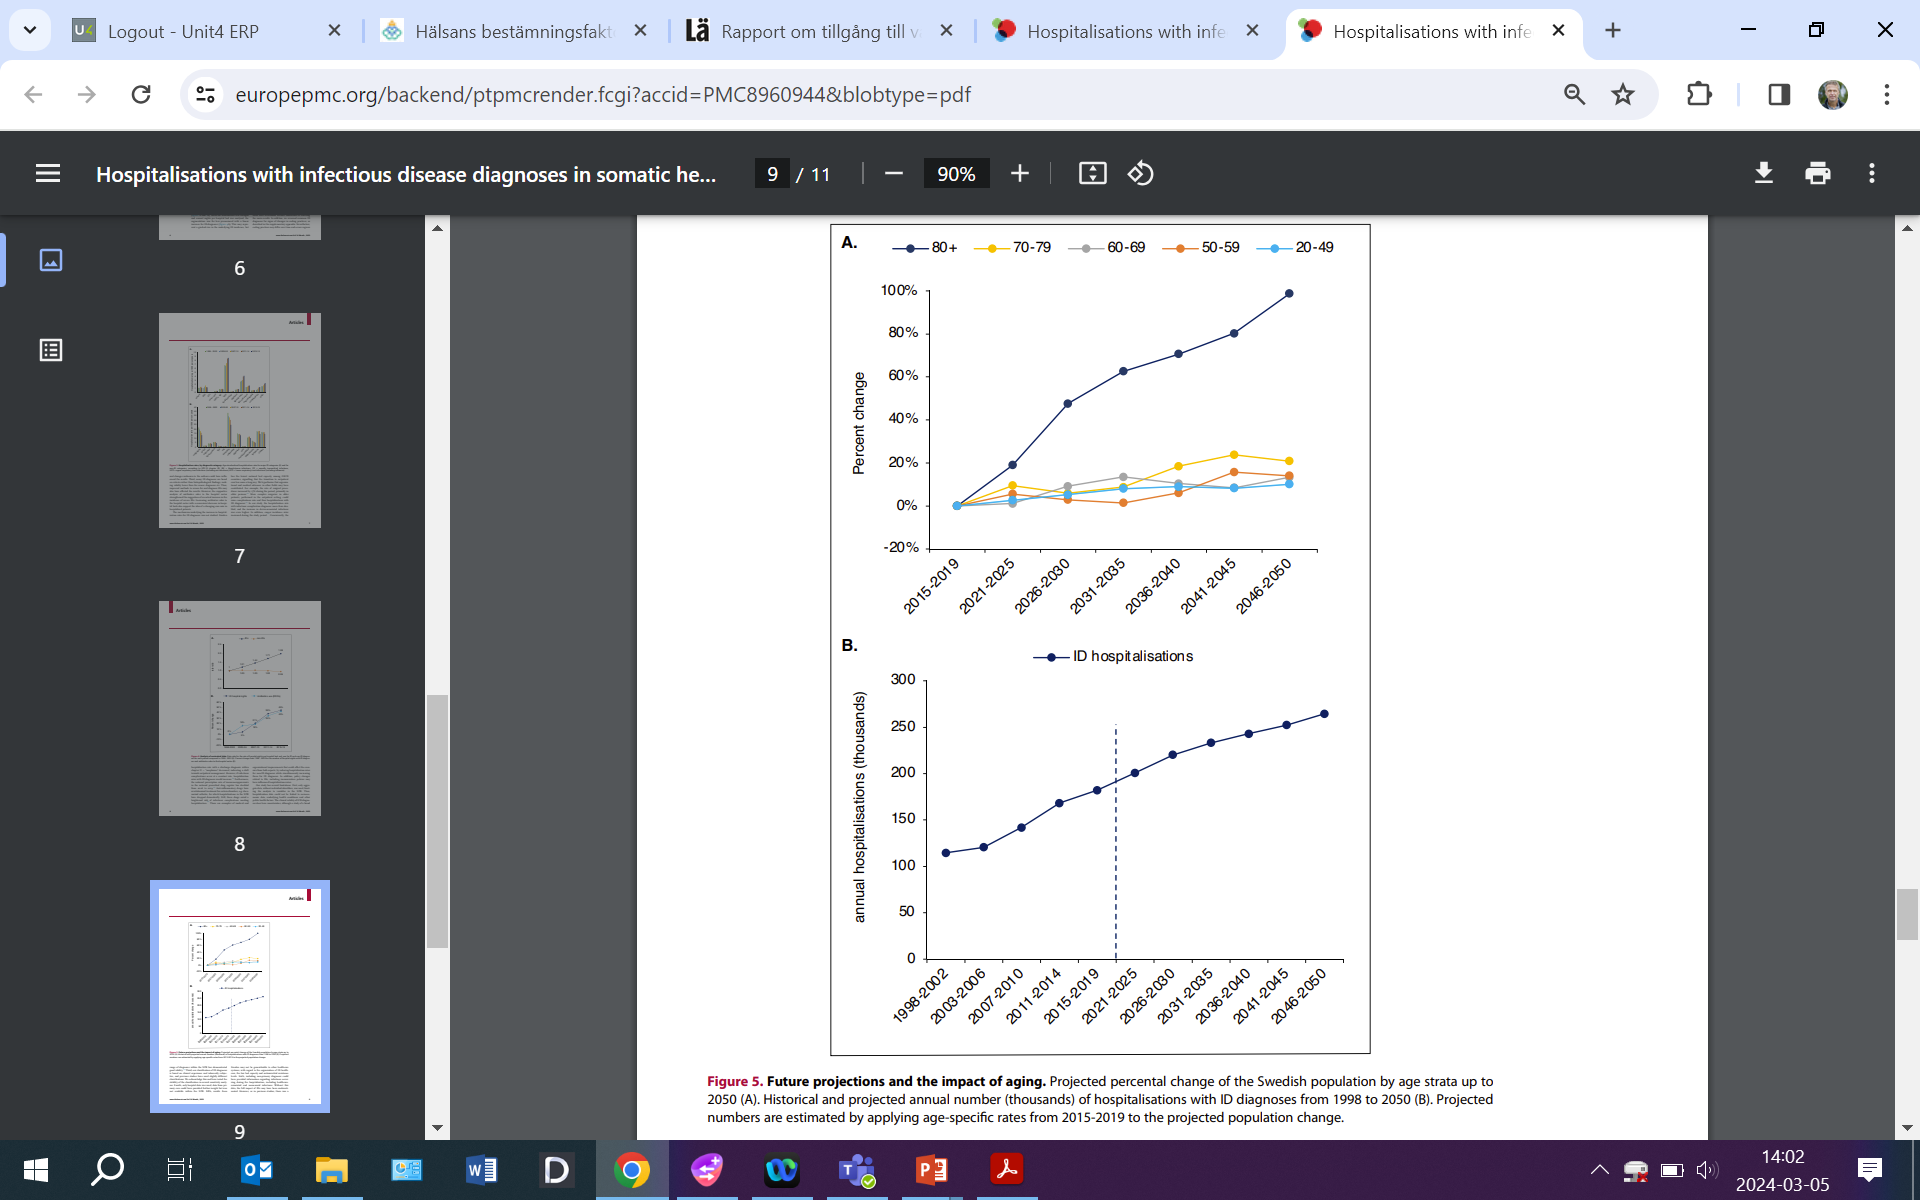 Logout - Unit4 ERP
Hälsans bestämningsfakt
Rapport om tillgång till v
Hospitalisations with infe
Hospitalisations with infe
europepmc.org/backend/ptpmcrender.fcgi?accid=PMC8960944&blobtype=pdf
Hospitalisations with infectious disease diagnoses in somatic he...
9 / 11
90%
6
7
8
9
A.
80+ 70-79 60-69 50-59 20-49
100%
80%
60%
40%
20%
0%
-20%
Percent change
2015-2019 2021-2025 2026-2030 2031-2035 2036-2040 2041-2045 2046-2050
B.
ID hospitalisations
300
250
200
150
100
50
0
annual hospitalisations (thousands)
1998-2002 2003-2006 2007-2010 2011-2014 2015-2019 2021-2025 2026-2030 2031-2035 2036-2040 2041-2045 2046-2050
Figure 5. Future projections and the impact of aging. Projected percental change of the Swedish population by age strata up to
2050 (A). Historical and projected annual number (thousands) of hospitalisations with ID diagnoses from 1998 to 2050 (B). Projected
numbers are estimated by applying age-specific rates from 2015-2019 to the projected population change.
14:02
2024-03-05